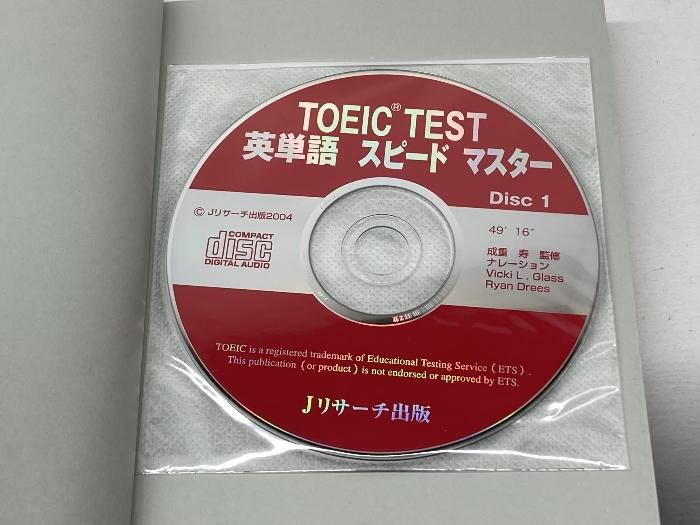 TOEIC® TEST
英単語 スピード マスター
Disc 1
© Jリサーチ出版2004
49' 16"
COMPACT
disc
DIGITAL AUDIO
成重 寿 監修
ナレーション
Vicki L. Glass
Ryan Drees
TOEIC is a registered trademark of Educational Testing Service (ETS).
This publication (or product) is not endorsed or approved by ETS.
Jリサーチ出版